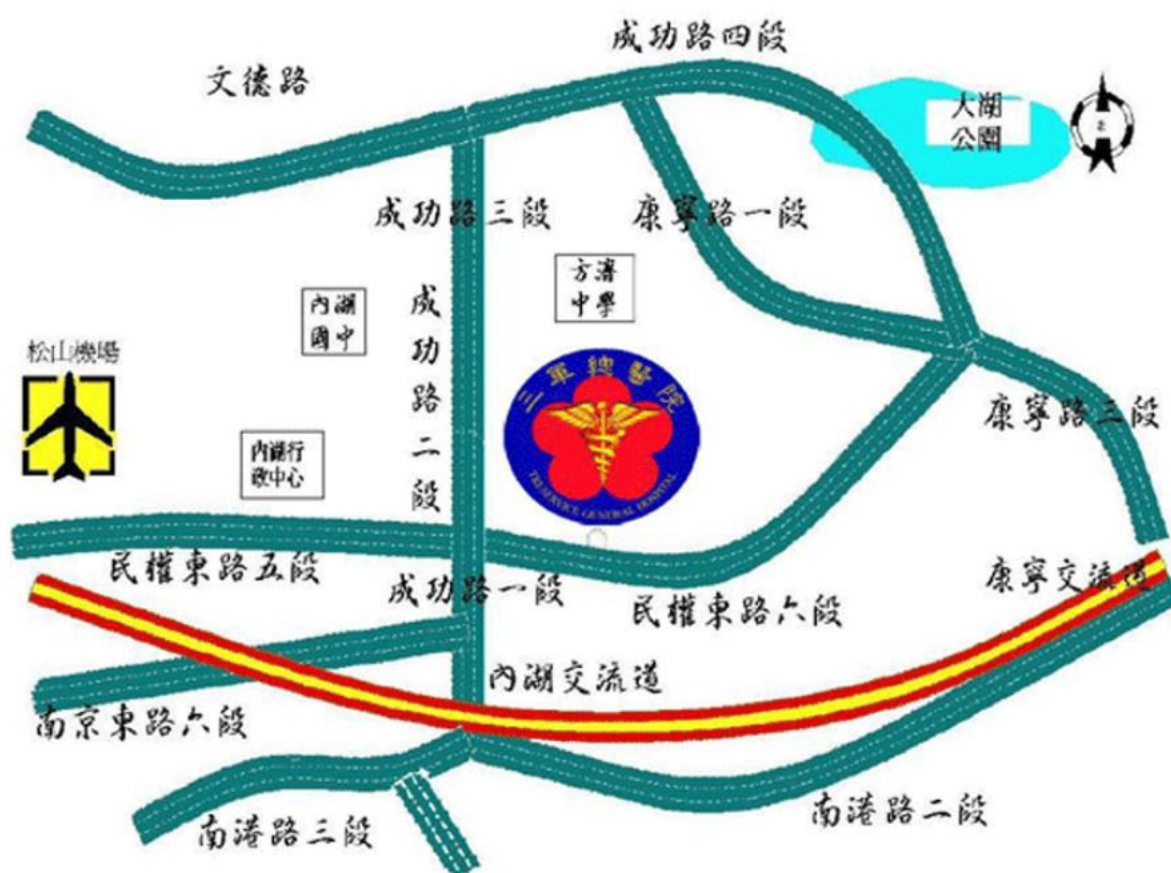 成功路四段
文德路
大湖
公園
北
成功路三段
康寧路一段
方濟
中學
內湖
國中
成功路二段
松山機場
三軍總醫院
TRI-SERVICE GENERAL HOSPITAL
康寧路三段
內湖行
政中心
民權東路五段
成功路一段
民權東路六段
康寧交流道
內湖交流道
南京東路六段
南港路三段
南港路二段